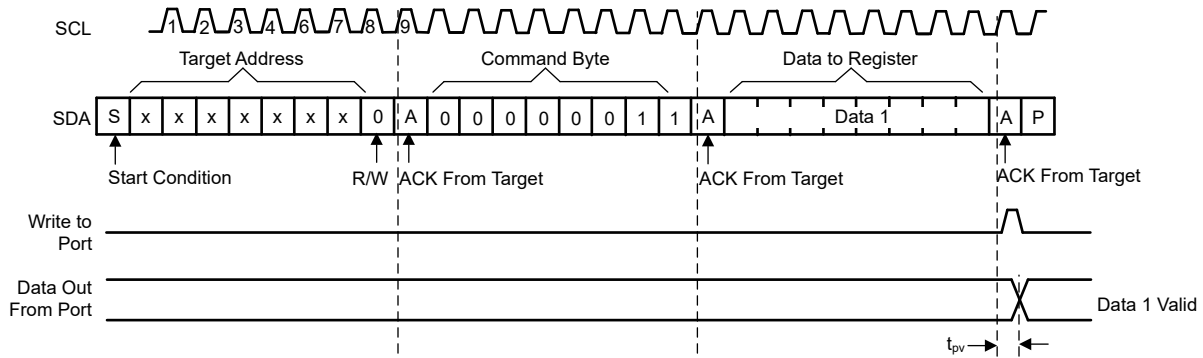 SCL 1 2 3 4 6 7 8 9
Target Address Command Byte Data to Register
SDA S x x x x x x x 0 A 0 0 0 0 0 0 1 1 A Data 1 A P
Start Condition R/W ACK From Target ACK From Target ACK From Target
Write to
Port
Data Out
From Port
Data 1 Valid
tpv